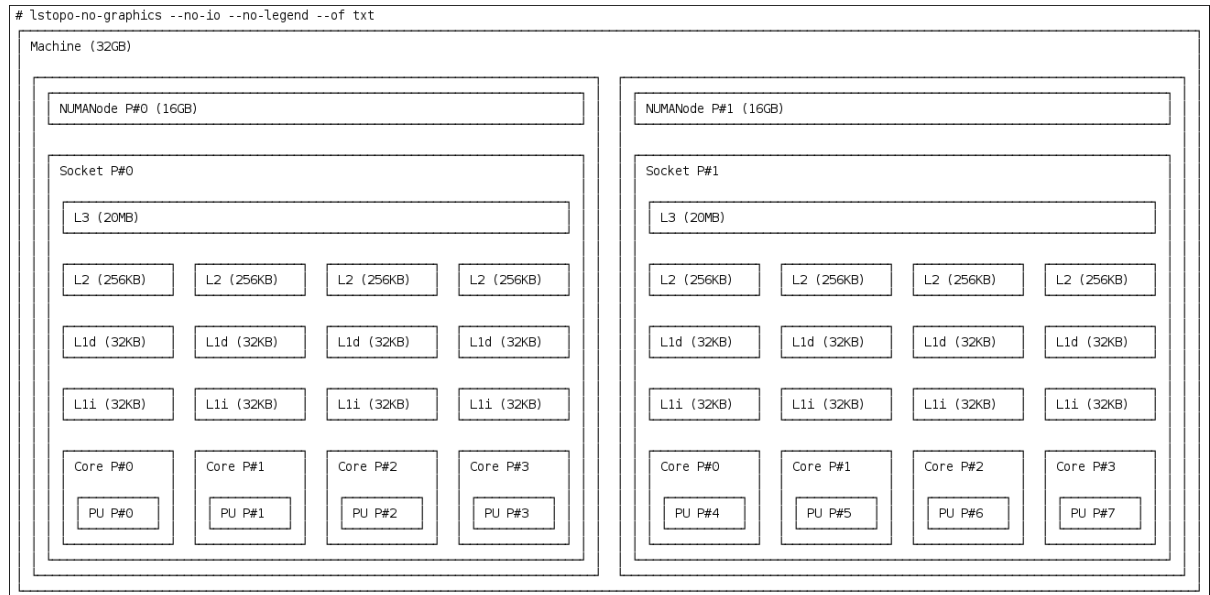 # lstopo-no-graphics --no-io --no-legend --of txt
Machine (32GB)
NUMANode P#0 (16GB) NUMANode P#1 (16GB)
Socket P#0 Socket P#1
L3 (20MB) L3 (20MB)
L2 (256KB) L2 (256KB) L2 (256KB) L2 (256KB) L2 (256KB) L2 (256KB) L2 (256KB) L2 (256KB)
L1d (32KB) L1d (32KB) L1d (32KB) L1d (32KB) L1d (32KB) L1d (32KB) L1d (32KB) L1d (32KB)
L1i (32KB) L1i (32KB) L1i (32KB) L1i (32KB) L1i (32KB) L1i (32KB) L1i (32KB) L1i (32KB)
Core P#0 Core P#1 Core P#2 Core P#3 Core P#0 Core P#1 Core P#2 Core P#3
PU P#0 PU P#1 PU P#2 PU P#3 PU P#4 PU P#5 PU P#6 PU P#7